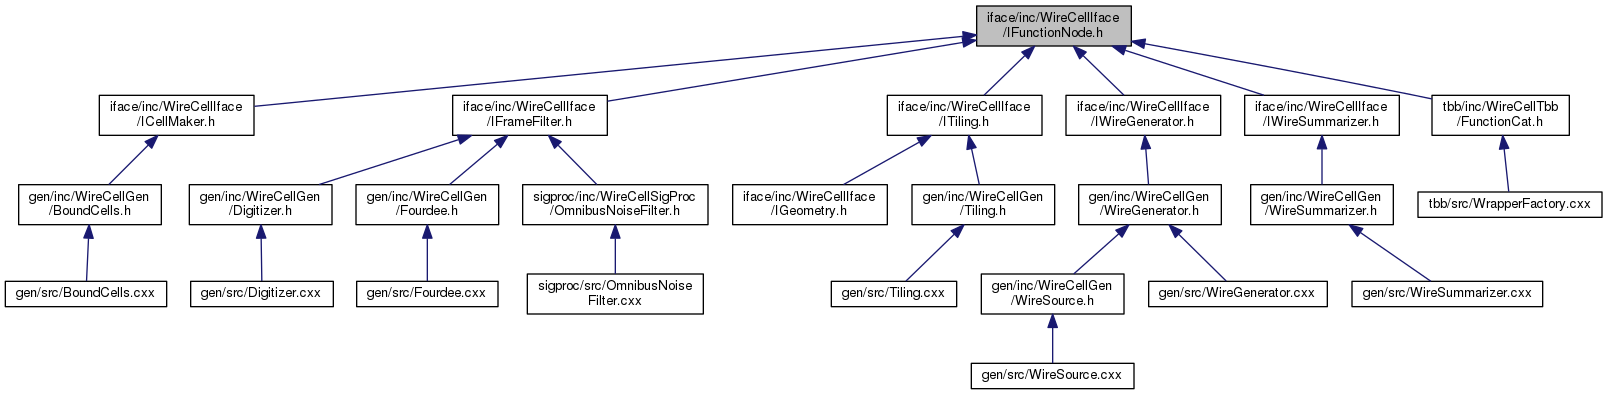 iface/inc/WireCellIface
/IFunctionNode.h
iface/inc/WireCellIface
/ICellMaker.h
iface/inc/WireCellIface
/IFrameFilter.h
iface/inc/WireCellIface
/ITiling.h
iface/inc/WireCellIface
/IWireGenerator.h
iface/inc/WireCellIface
/IWireSummarizer.h
tbb/inc/WireCellTbb
/FunctionCat.h
gen/inc/WireCellGen
/BoundCells.h
gen/inc/WireCellGen
/Digitizer.h
gen/inc/WireCellGen
/Fourdee.h
sigproc/inc/WireCellSigProc
/OmnibusNoiseFilter.h
iface/inc/WireCellIface
/IGeometry.h
gen/inc/WireCellGen
/Tiling.h
gen/inc/WireCellGen
/WireGenerator.h
gen/inc/WireCellGen
/WireSummarizer.h
tbb/src/WrapperFactory.cxx
gen/src/BoundCells.cxx
gen/src/Digitizer.cxx
gen/src/Fourdee.cxx
sigproc/src/OmnibusNoise
Filter.cxx
gen/src/Tiling.cxx
gen/inc/WireCellGen
/WireSource.h
gen/src/WireGenerator.cxx
gen/src/WireSummarizer.cxx
gen/src/WireSource.cxx